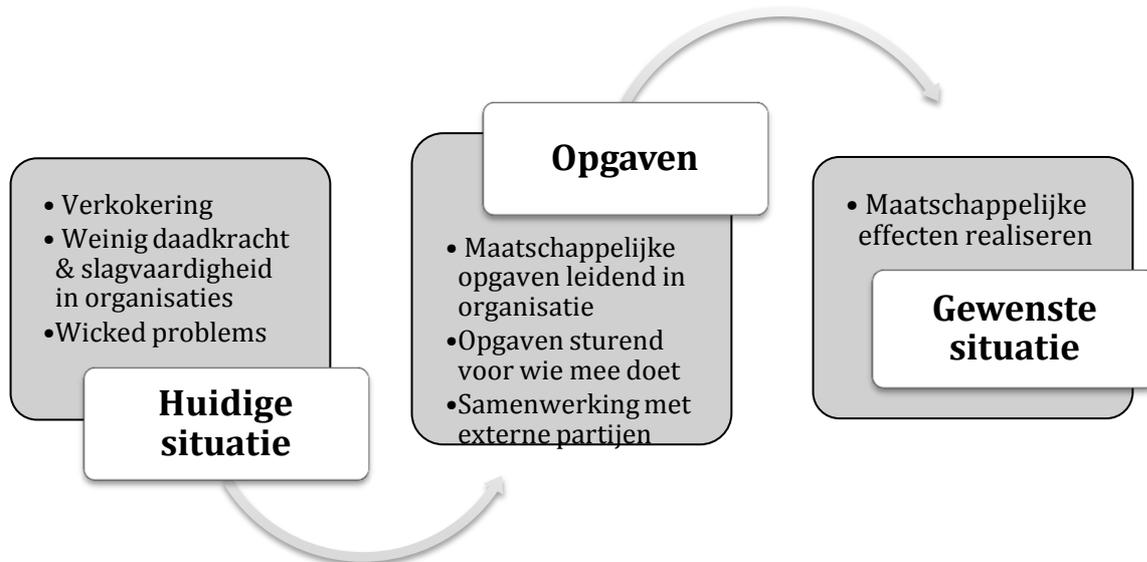 • Verkokering
• Weinig daadkracht
& slagvaardigheid
in organisaties
•Wicked problems
Huidige
situatie
Opgaven
• Maatschappelijke
opgaven leidend in
organisatie
•Opgaven sturend
voor wie mee doet
•Samenwerking met
externe partijen
• Maatschappelijke
effecten realiseren
Gewenste
situatie